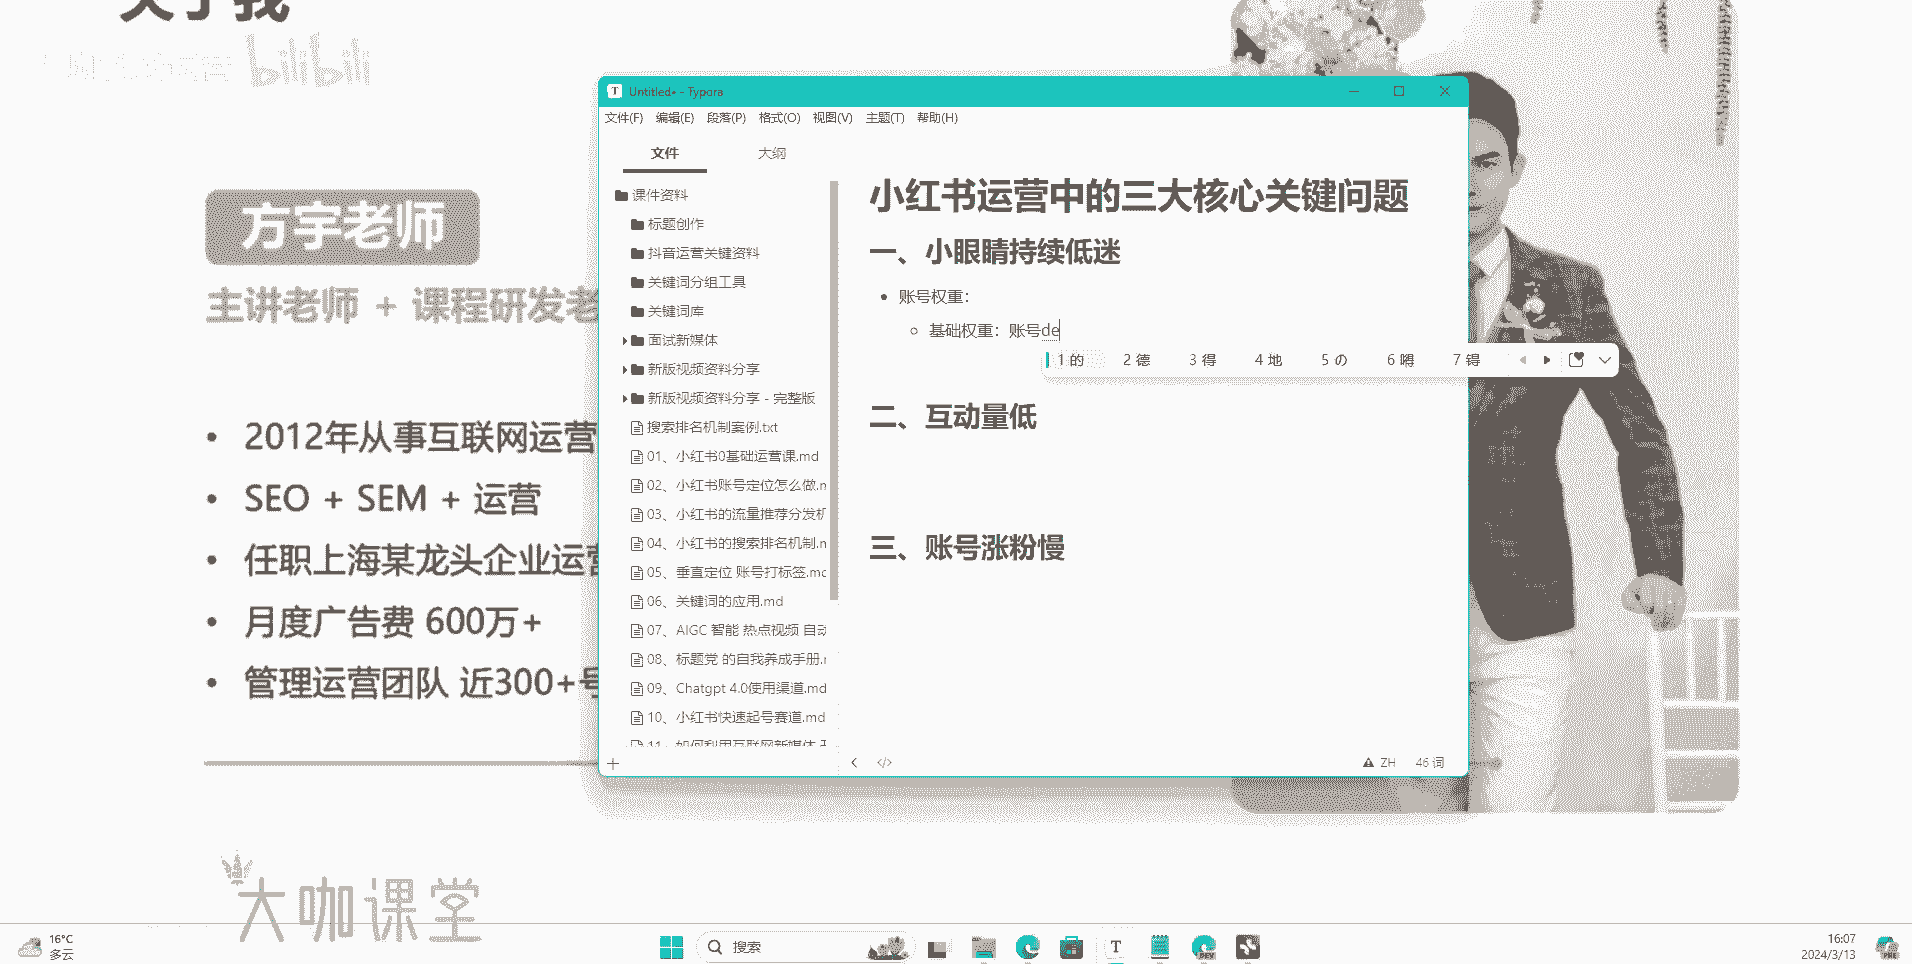 关于我
bilibili
方宇老师
主讲老师 + 课程研发老
• 2012年从事互联网运营
• SEO + SEM + 运营
• 任职上海某龙头企业运营
• 月度广告费 600万+
• 管理运营团队 近300+号
大咖课堂
Untitled• - Typora
文件(F) 编辑(E) 段落(P) 格式(O) 视图(V) 主题(T) 帮助(H)
文件 大纲
课件资料
标题创作
抖音运营关键资料
关键词分组工具
关键词库
面试新媒体
新版视频资料分享
新版视频资料分享 - 完整版
搜索排名机制案例.txt
01、小红书0基础运营课.md
02、小红书账号定位怎么做.m
03、小红书的流量推荐分发机
04、小红书的搜索排名机制.m
05、垂直定位 账号打标签.md
06、关键词的应用.md
07、AIGC 智能 热点视频 自动
08、标题党 的自我养成手册.m
09、Chatgpt 4.0使用渠道.md
10、小红书快速起号赛道.md
11、如何利用互联网新媒体
小红书运营中的三大核心关键问题
一、小眼睛持续低迷
• 账号权重：
○ 基础权重：账号de
1 的 2 德 3 得 4 地 5 の 6 嘚 7 锝
二、互动量低
三、账号涨粉慢
ZH 46 词
16°C
多云
搜索
16:07
2024/3/13